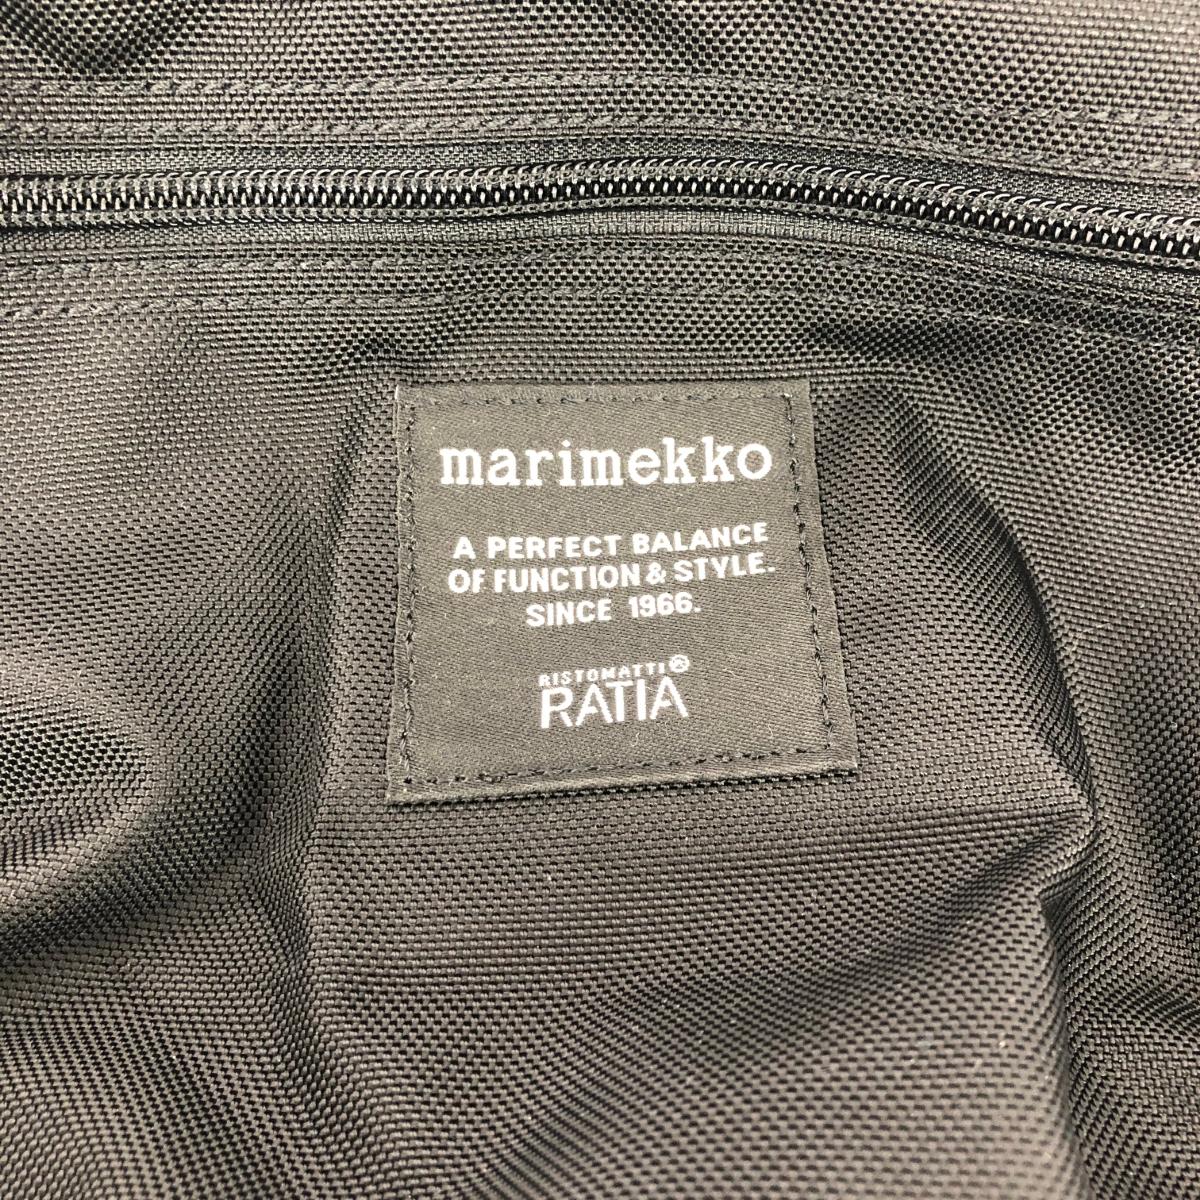 marimekko
A PERFECT BALANCE
OF FUNCTION & STYLE.
SINCE 1966.
RISTOMATTI
RATIA